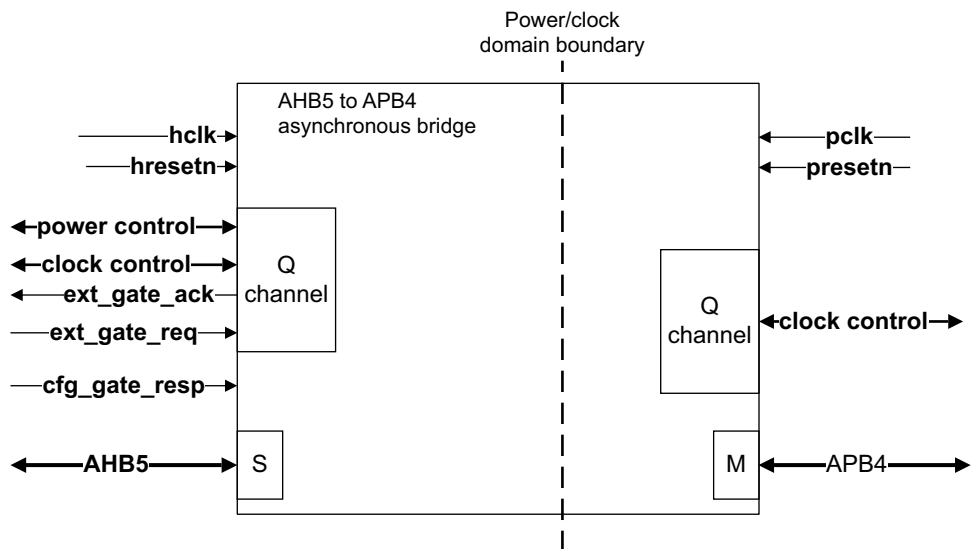 Power/clock
domain boundary
AHB5 to APB4
asynchronous bridge
hclk
hresetn
pclk
presetn
power control
clock control
ext_gate_ack
ext_gate_req
cfg_gate_resp
Q
channel
Q
channel
clock control
AHB5
S
M
APB4